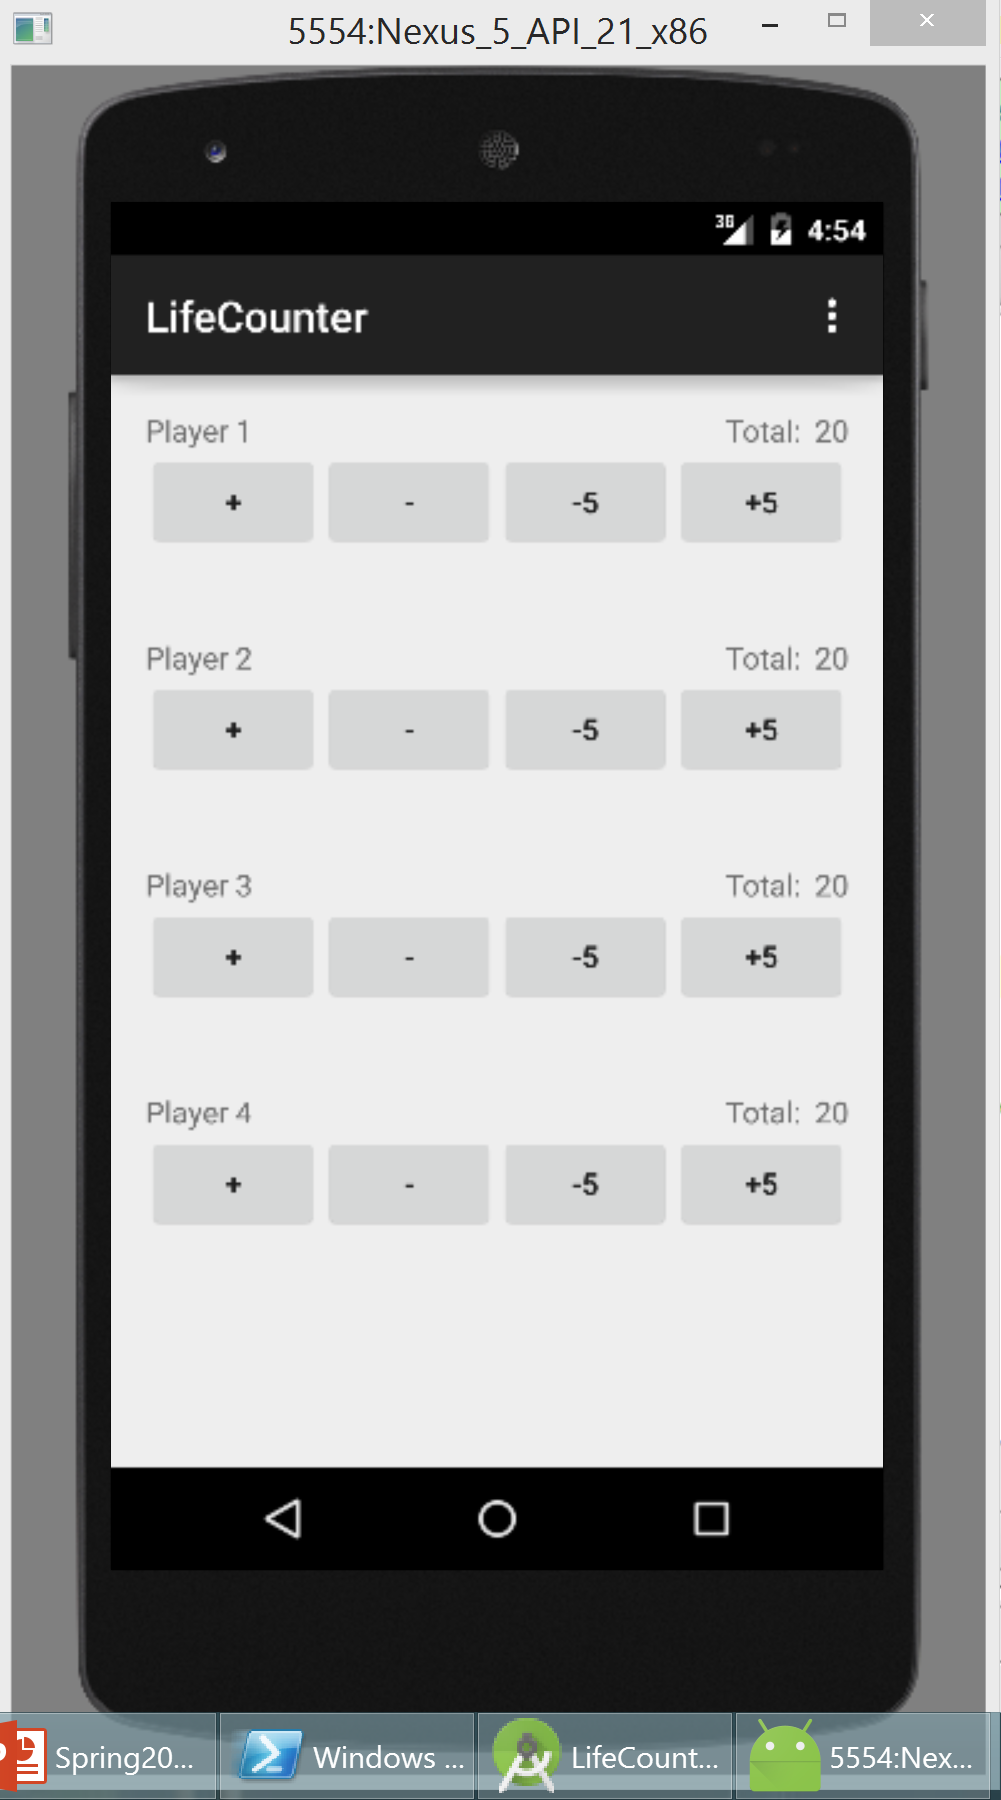 5554:Nexus_5_API_21_x86
3G 4:54
LifeCounter
Player 1 Total: 20
+ - -5 +5
Player 2 Total: 20
+ - -5 +5
Player 3 Total: 20
+ - -5 +5
Player 4 Total: 20
+ - -5 +5
Spring20... Windows ... LifeCount... 5554:Nex...